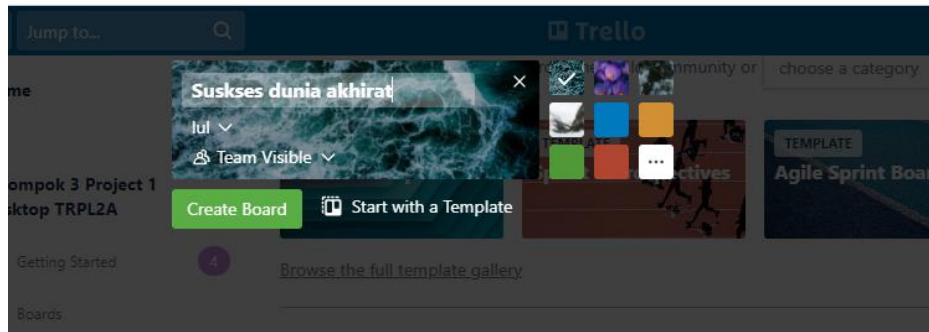 Jump to...
Trello
me
Suskses dunia akhirat
mmunity or
choose a category
lul
Team Visible
TEMPLATE
TEMPLATE
ompok 3 Project 1
sktop TRPL2A
ectives
Agile Sprint Boa
Create Board
Start with a Template
Getting Started
4
Browse the full template gallery
Boards